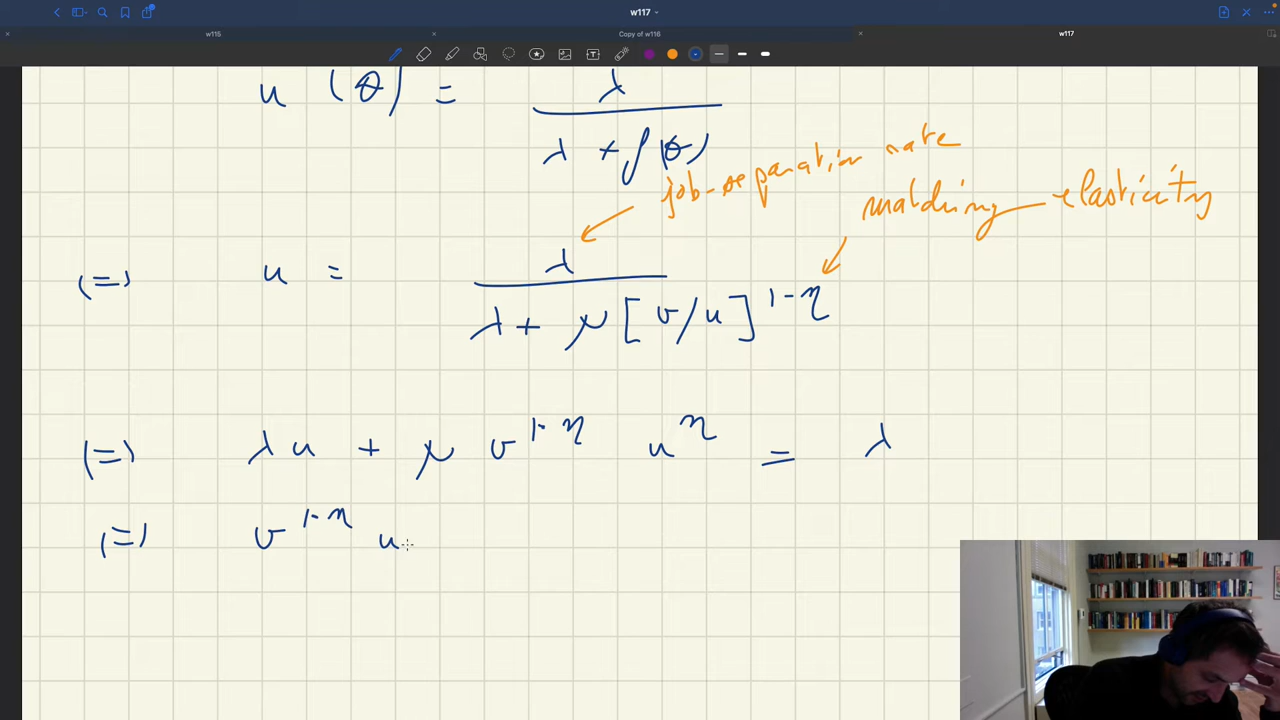 w117
w115
Copy of w116
w117
u (θ) = λ / (λ + f(θ))
job-separation rate
matching elasticity
(=) u = λ / (λ + μ [v/u]^{1-η})
(=) λu + μ v^{1-η} u^η = λ
(=) v^{1-η} u